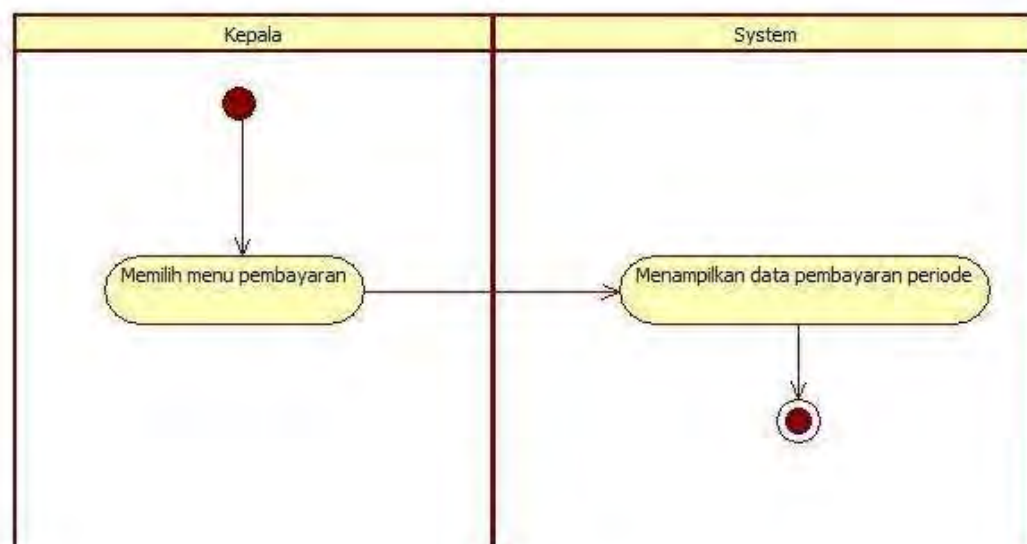 Kepala
System
Memilih menu pembayaran
Menampilkan data pembayaran periode